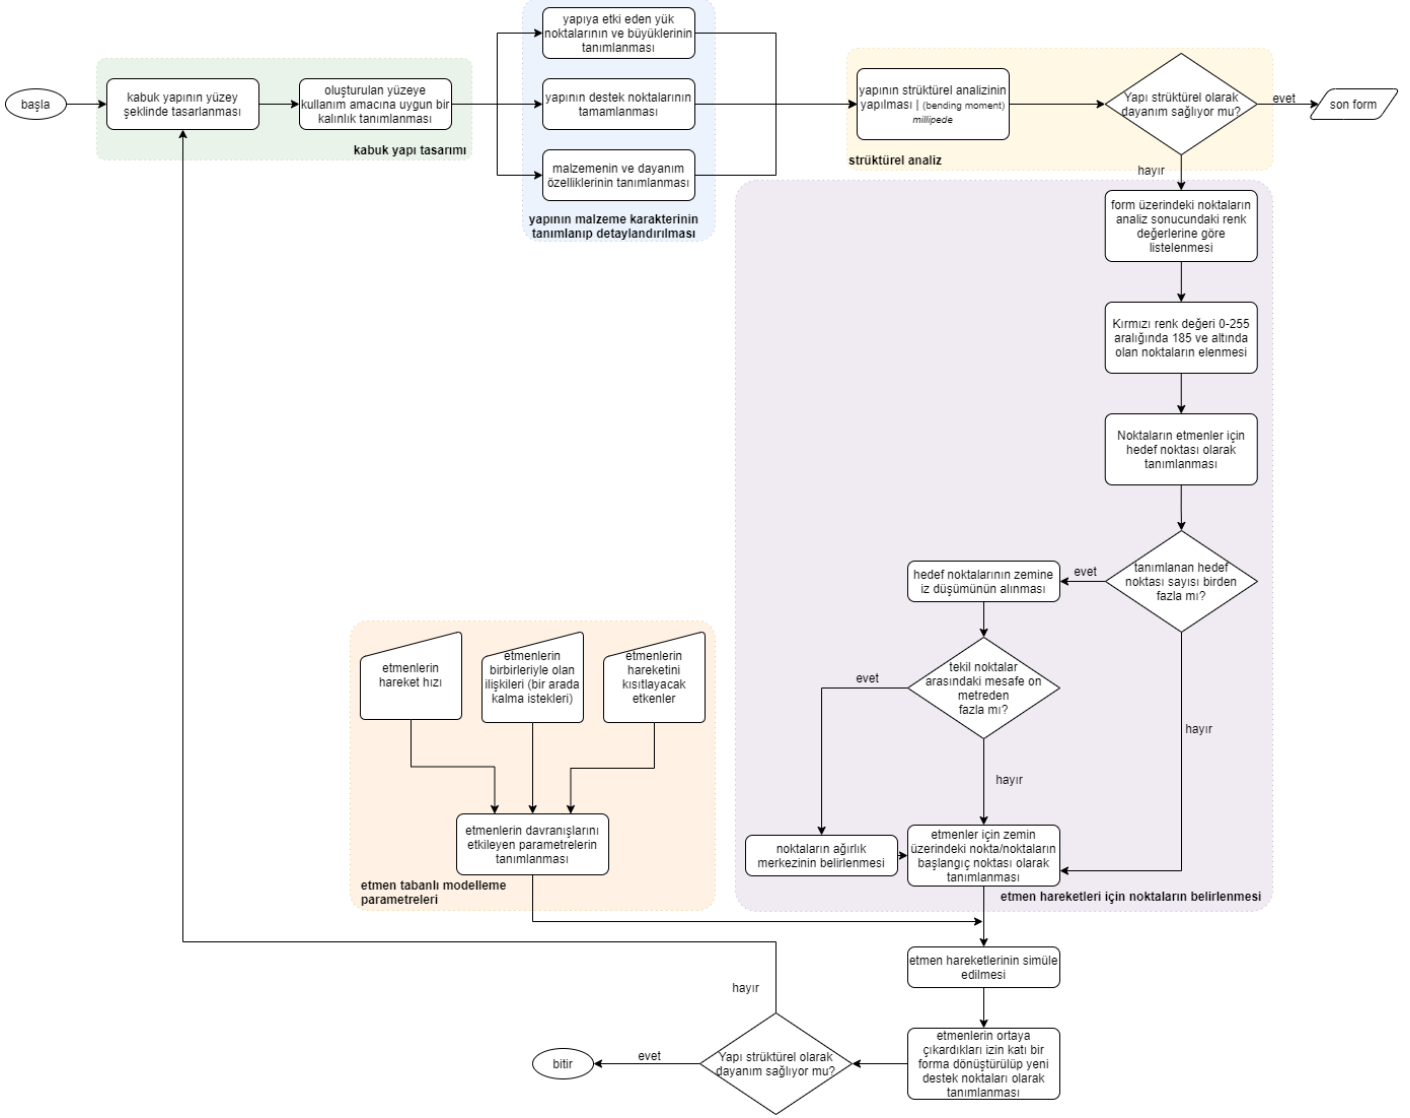 başla
kabuk yapının yüzey
şeklinde tasarlanması
oluşturulan yüzeye
kullanım amacına uygun bir
kalınlık tanımlanması
kabuk yapı tasarımı
yapıya etki eden yük
noktalarının ve büyüklerinin
tanımlanması
yapının destek noktalarının
tamamlanması
malzemenin ve dayanım
özelliklerinin tanımlanması
yapının malzeme karakterinin
tanımlanıp detaylandırılması
yapının strüktürel analizinin
yapılması | (bending moment)
millipede
strüktürel analiz
Yapı strüktürel olarak
dayanım sağlıyor mu?
evet
son form
hayır
form üzerindeki noktaların
analiz sonucundaki renk
değerlerine göre
listelenmesi
Kırmızı renk değeri 0-255
aralığında 185 ve altında
olan noktaların elenmesi
Noktaların etmenler için
hedef noktası olarak
tanımlanması
tanımlanan hedef
noktası sayısı birden
fazla mı?
evet
hedef noktalarının zemine
iz düşümünün alınması
tekil noktalar
arasındaki mesafe on
metreden
fazla mı?
evet
hayır
hayır
noktaların ağırlık
merkezinin belirlenmesi
etmenler için zemin
üzerindeki nokta/noktaların
başlangıç noktası olarak
tanımlanması
etmen hareketleri için noktaların belirlenmesi
etmenlerin
hareket hızı
etmenlerin
birbirleriyle olan
ilişkileri (bir arada
kalma istekleri)
etmenlerin
hareketini
kısıtlayacak
etkenler
etmenlerin davranışlarını
etkileyen parametrelerin
tanımlanması
etmen tabanlı modelleme
parametreleri
etmen hareketlerinin simüle
edilmesi
etmenlerin ortaya
çıkardıkları izin katı bir
forma dönüştürülüp yeni
destek noktaları olarak
tanımlanması
Yapı strüktürel olarak
dayanım sağlıyor mu?
hayır
evet
bitir